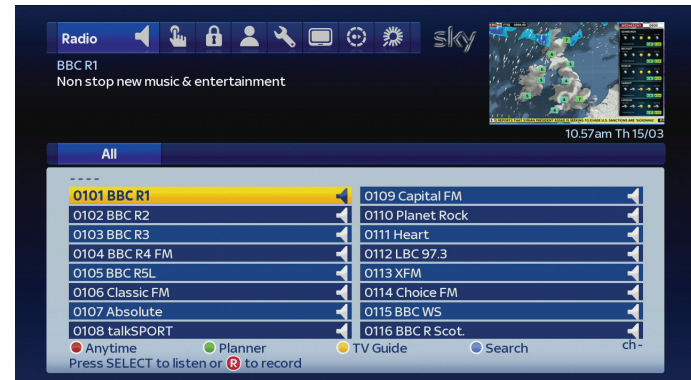 Radio
sky
BBC R1
Non stop new music & entertainment
10.57am Th 15/03
All
----
0101 BBC R1
0102 BBC R2
0103 BBC R3
0104 BBC R4 FM
0105 BBC R5L
0106 Classic FM
0107 Absolute
0108 talkSPORT
0109 Capital FM
0110 Planet Rock
0111 Heart
0112 LBC 97.3
0113 XFM
0114 Choice FM
0115 BBC WS
0116 BBC R Scot.
Anytime Planner TV Guide Search ch-
Press SELECT to listen or R to record